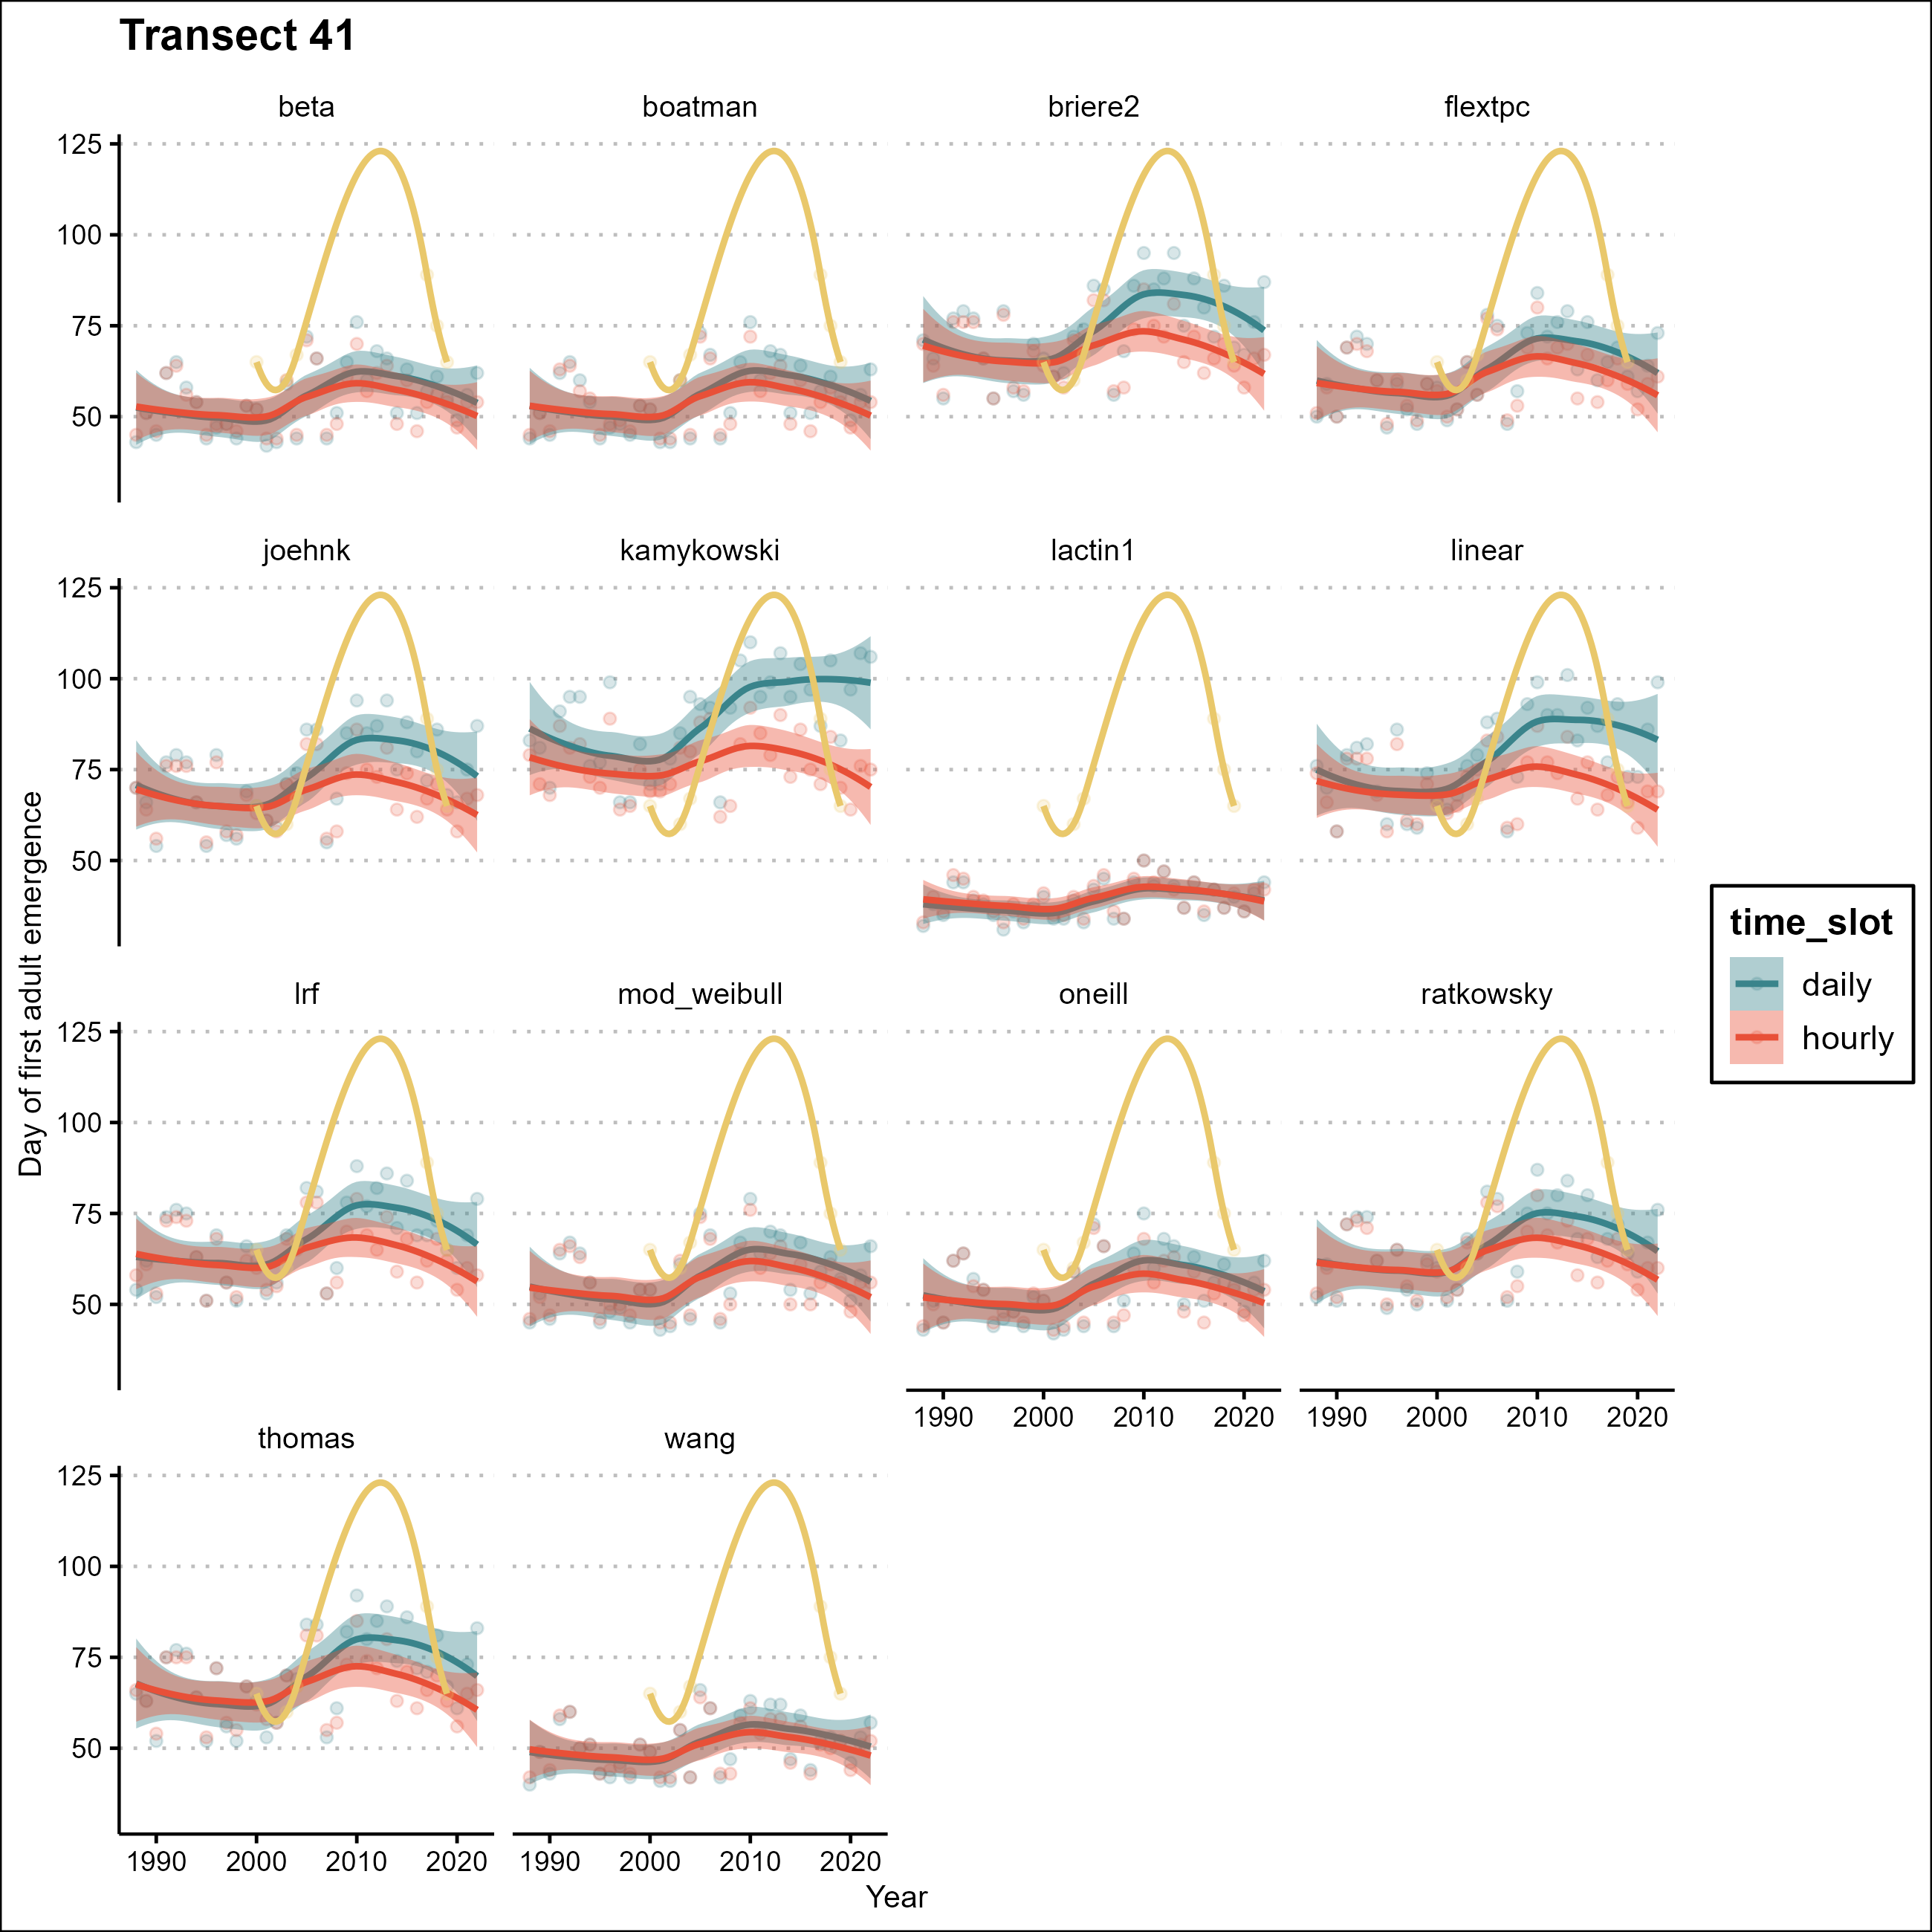 Transect 41
beta boatman briere2 flextpc
125
100
75
50
joehnk kamykowski lactin1 linear
125
100
75
50
lrf mod_weibull oneill ratkowsky
125
100
75
50
1990 2000 2010 2020 1990 2000 2010 2020
thomas wang
125
100
75
50
1990 2000 2010 2020 1990 2000 2010 2020
Year
Day of first adult emergence
time_slot
daily
hourly